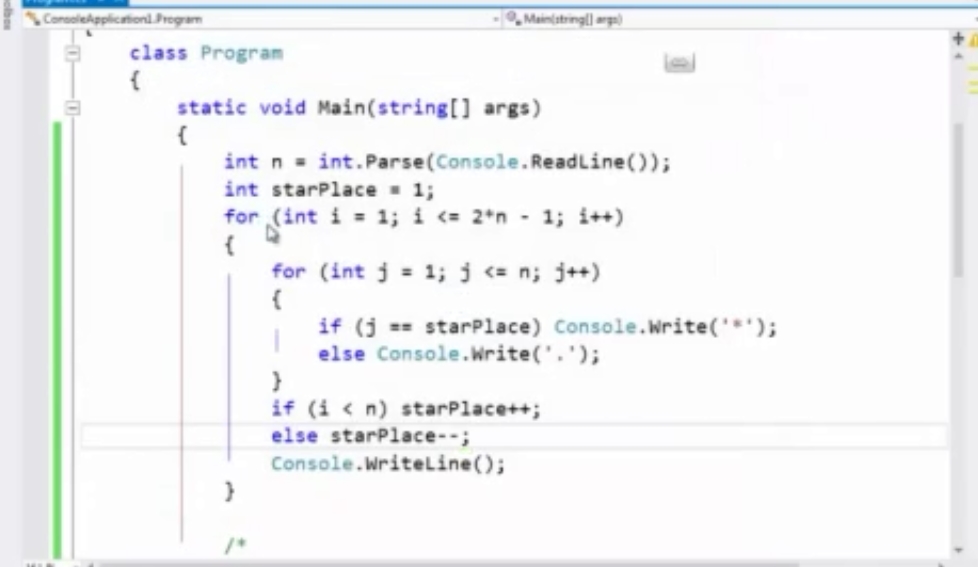 ConsoleApplication1.Program
Main(string[] args)
class Program
{
static void Main(string[] args)
{
int n = int.Parse(Console.ReadLine());
int starPlace = 1;
for (int i = 1; i <= 2*n - 1; i++)
{
for (int j = 1; j <= n; j++)
{
if (j == starPlace) Console.Write('*');
else Console.Write('.');
}
if (i < n) starPlace++;
else starPlace--;
Console.WriteLine();
}
/*